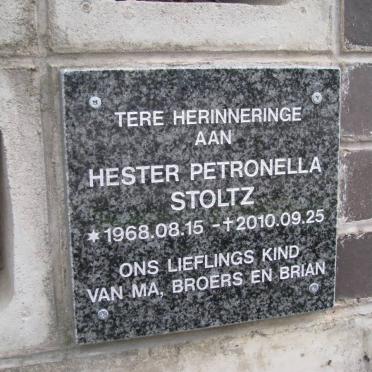 TERE HERINNERINGE
AAN
HESTER PETRONELLA
STOLTZ
*1968.08.15 -†2010.09.25
ONS LIEFLINGS KIND
VAN MA, BROERS EN BRIAN